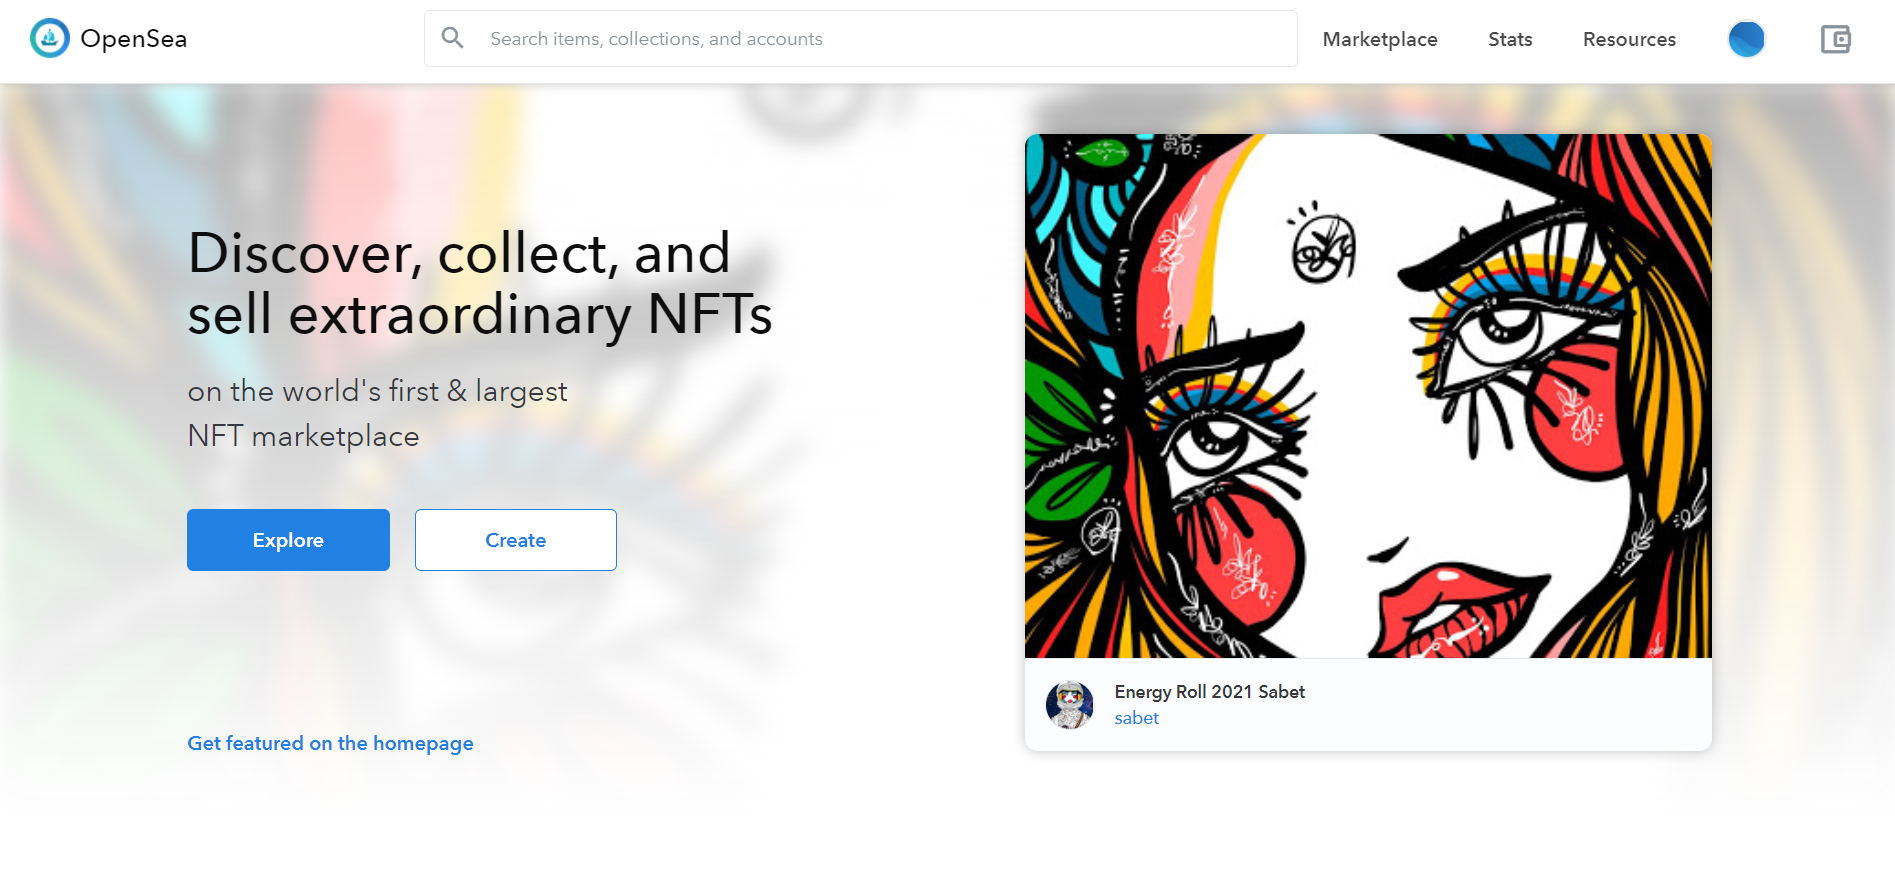 OpenSea
Search items, collections, and accounts
Marketplace
Stats
Resources
Discover, collect, and
sell extraordinary NFTs
on the world's first & largest
NFT marketplace
Explore
Create
Get featured on the homepage
Energy Roll 2021 Sabet
sabet